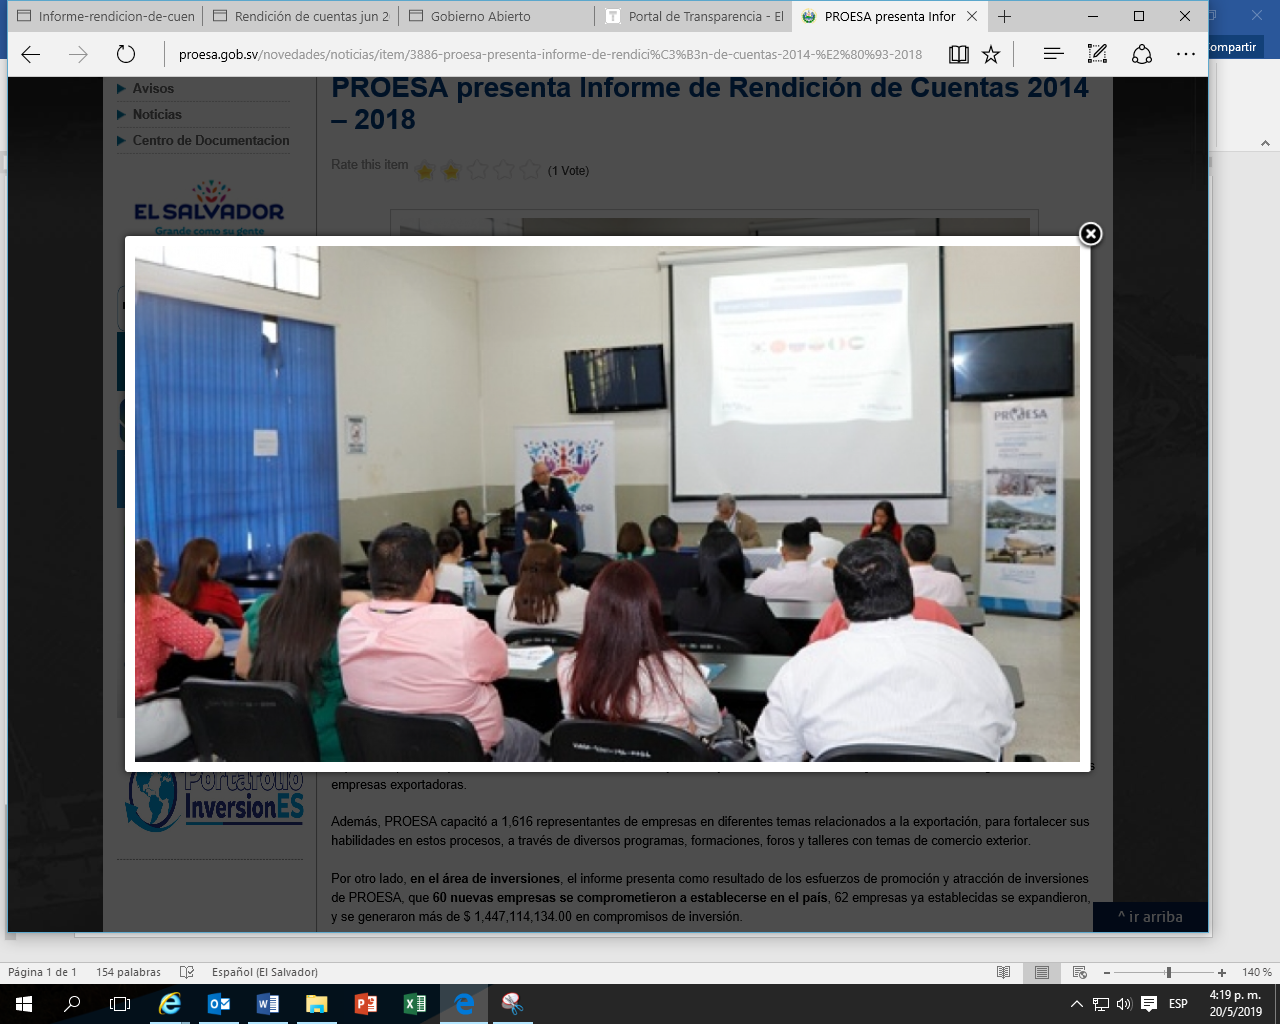 Informe-rendicion-de-cuen
Rendición de cuentas jun 2
Gobierno Abierto
Portal de Transparencia - El
PROESA presenta Infor
proesa.gob.sv/novedades/noticias/item/3886-proesa-presenta-informe-de-rendici%C3%B3n-de-cuentas-2014-%E2%80%93-2018
ompartir
Avisos
Noticias
Centro de Documentacion
EL SALVADOR
Grande como su gente
PROESA presenta Informe de Rendición de Cuentas 2014
– 2018
Rate this item
(1 Vote)
PROESA
Portafolio
InversionES
empresas exportadoras.
Además, PROESA capacitó a 1,616 representantes de empresas en diferentes temas relacionados a la exportación, para fortalecer sus
habilidades en estos procesos, a través de diversos programas, formaciones, foros y talleres con temas de comercio exterior.
Por otro lado, en el área de inversiones, el informe presenta como resultado de los esfuerzos de promoción y atracción de inversiones
de PROESA, que 60 nuevas empresas se comprometieron a establecerse en el país, 62 empresas ya establecidas se expandieron,
y se generaron más de $ 1,447,114,134.00 en compromisos de inversión.
^ ir arriba
Página 1 de 1
154 palabras
Español (El Salvador)
140 %
ESP
4:19 p. m.
20/5/2019